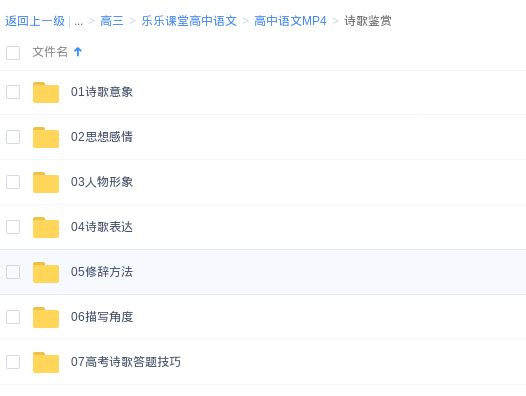 返回上一级 | ... > 高三 > 乐乐课堂高中语文 > 高中语文MP4 > 诗歌鉴赏
文件名
01诗歌意象
02思想感情
03人物形象
04诗歌表达
05修辞方法
06描写角度
07高考诗歌答题技巧